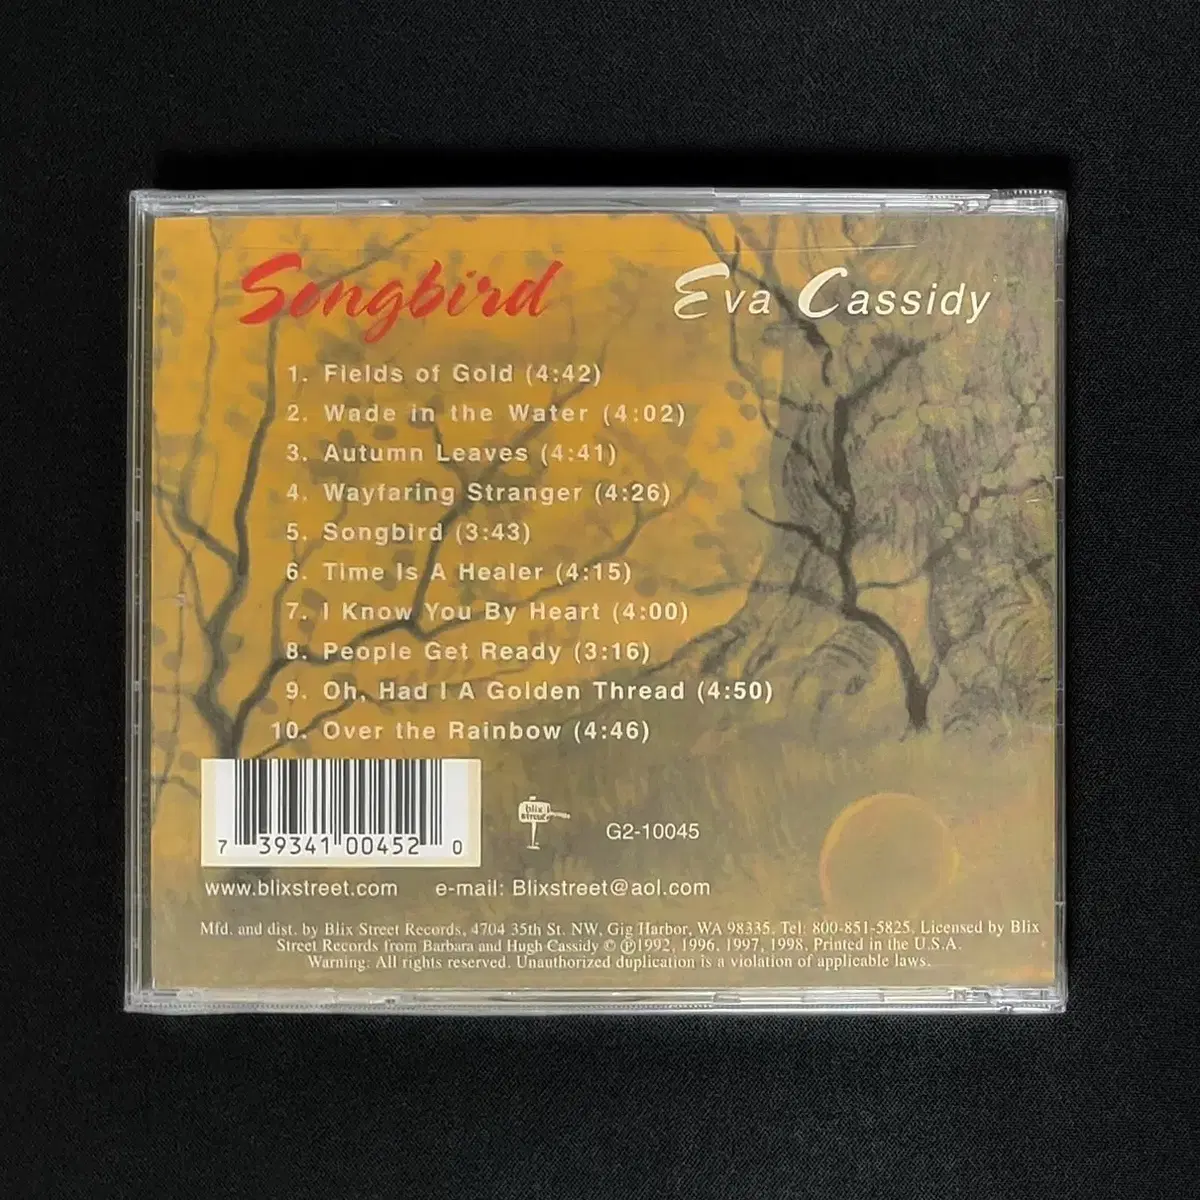 Songbird Eva Cassidy
1. Fields of Gold (4:42)
2. Wade in the Water (4:02)
3. Autumn Leaves (4:41)
4. Wayfaring Stranger (4:26)
5. Songbird (3:43)
6. Time Is A Healer (4:15)
7. I Know You By Heart (4:00)
8. People Get Ready (3:16)
9. Oh, Had I A Golden Thread (4:50)
10. Over the Rainbow (4:46)
blix
street
G2-10045
7 39341 00452 0
www.blixstreet.com e-mail: Blixstreet@aol.com
Mfd. and dist. by Blix Street Records, 4704 35th St. NW, Gig Harbor, WA 98335. Tel: 800-851-5825. Licensed by Blix
Street Records from Barbara and Hugh Cassidy © ℗1992, 1996, 1997, 1998. Printed in the U.S.A.
Warning: All rights reserved. Unauthorized duplication is a violation of applicable laws.